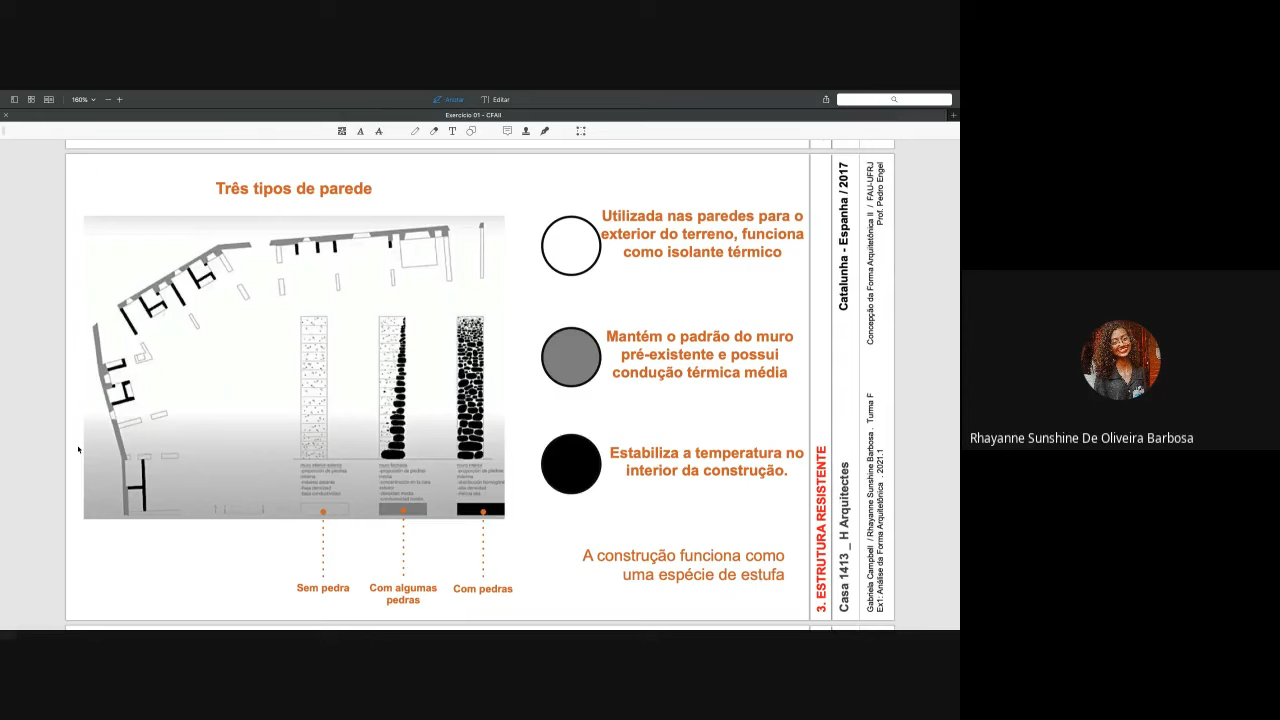 160%
Anotar
Editar
Exercício 01 - CFAII
Três tipos de parede
Utilizada nas paredes para o
exterior do terreno, funciona
como isolante térmico
Mantém o padrão do muro
pré-existente e possui
condução térmica média
Estabiliza a temperatura no
interior da construção.
A construção funciona como
uma espécie de estufa
Sem pedra
Com algumas
pedras
Com pedras
3. ESTRUTURA RESISTENTE
Casa 1413 _ H Arquitectes
Catalunha - Espanha / 2017
Gabriela Campbell / Rhayanne Sunshine Barbosa . Turma F
Concepção da Forma Arquitetônica II / FAU-UFRJ
Ex1: Análise da Forma Arquitetônica . 2021.1
Prof. Pedro Engel
Rhayanne Sunshine De Oliveira Barbosa